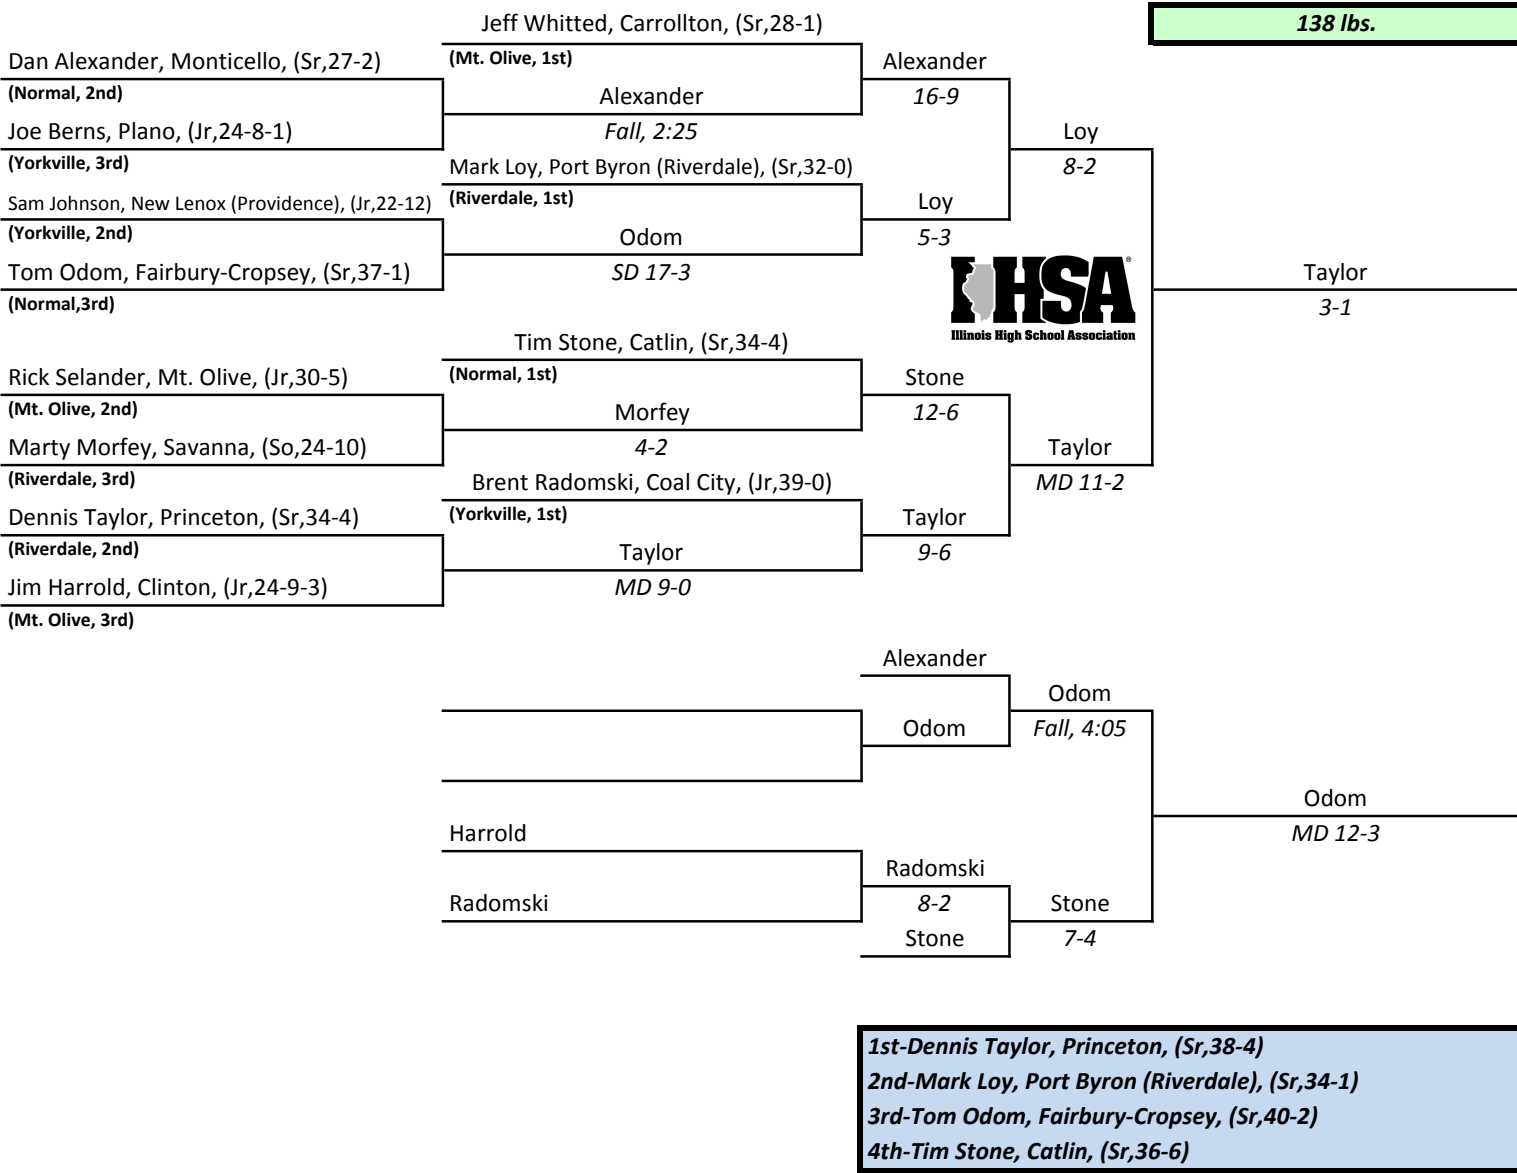 Jeff Whitted, Carrollton, (Sr,28-1)
138 lbs.
Dan Alexander, Monticello, (Sr,27-2)
(Mt. Olive, 1st)
Alexander
(Normal, 2nd)
Alexander
16-9
Joe Berns, Plano, (Jr,24-8-1)
Fall, 2:25
Loy
(Yorkville, 3rd)
Mark Loy, Port Byron (Riverdale), (Sr,32-0)
8-2
Sam Johnson, New Lenox (Providence), (Jr,22-12)
(Riverdale, 1st)
Loy
(Yorkville, 2nd)
Odom
5-3
Tom Odom, Fairbury-Cropsey, (Sr,37-1)
SD 17-3
IHSA®
Illinois High School Association
Taylor
(Normal,3rd)
3-1
Tim Stone, Catlin, (Sr,34-4)
Rick Selander, Mt. Olive, (Jr,30-5)
(Normal, 1st)
Stone
(Mt. Olive, 2nd)
Morfey
12-6
Marty Morfey, Savanna, (So,24-10)
4-2
Taylor
(Riverdale, 3rd)
Brent Radomski, Coal City, (Jr,39-0)
MD 11-2
Dennis Taylor, Princeton, (Sr,34-4)
(Yorkville, 1st)
Taylor
(Riverdale, 2nd)
Taylor
9-6
Jim Harrold, Clinton, (Jr,24-9-3)
MD 9-0
(Mt. Olive, 3rd)
Alexander
Odom
Odom
Fall, 4:05
Odom
Harrold
MD 12-3
Radomski
Radomski
8-2
Stone
Stone
7-4
1st-Dennis Taylor, Princeton, (Sr,38-4)
2nd-Mark Loy, Port Byron (Riverdale), (Sr,34-1)
3rd-Tom Odom, Fairbury-Cropsey, (Sr,40-2)
4th-Tim Stone, Catlin, (Sr,36-6)